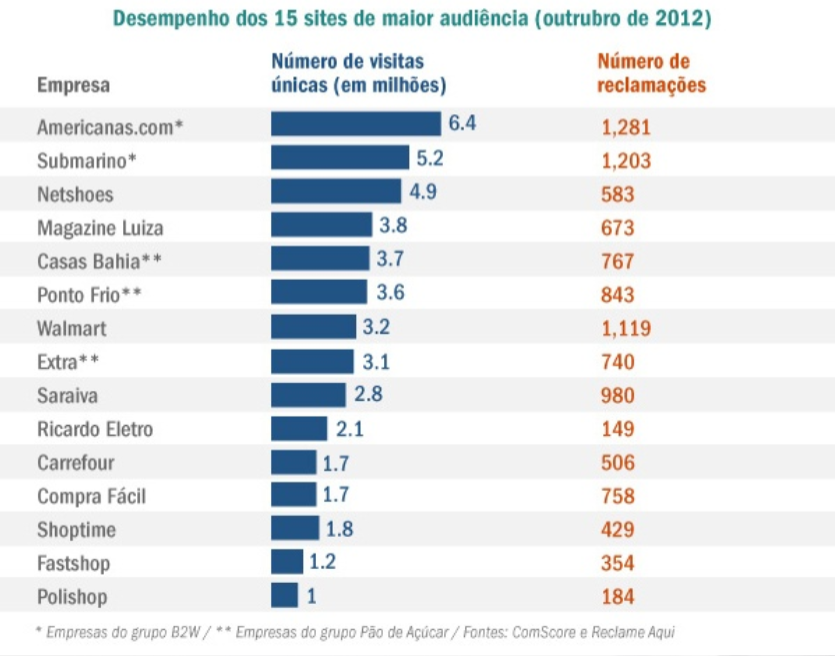 Desempenho dos 15 sites de maior audiência (outrubro de 2012)
Empresa Número de visitas únicas (em milhões) Número de reclamações
Americanas.com* 6.4 1,281
Submarino* 5.2 1,203
Netshoes 4.9 583
Magazine Luiza 3.8 673
Casas Bahia** 3.7 767
Ponto Frio** 3.6 843
Walmart 3.2 1,119
Extra** 3.1 740
Saraiva 2.8 980
Ricardo Eletro 2.1 149
Carrefour 1.7 506
Compra Fácil 1.7 758
Shoptime 1.8 429
Fastshop 1.2 354
Polishop 1 184
* Empresas do grupo B2W / ** Empresas do grupo Pão de Açúcar / Fontes: ComScore e Reclame Aqui